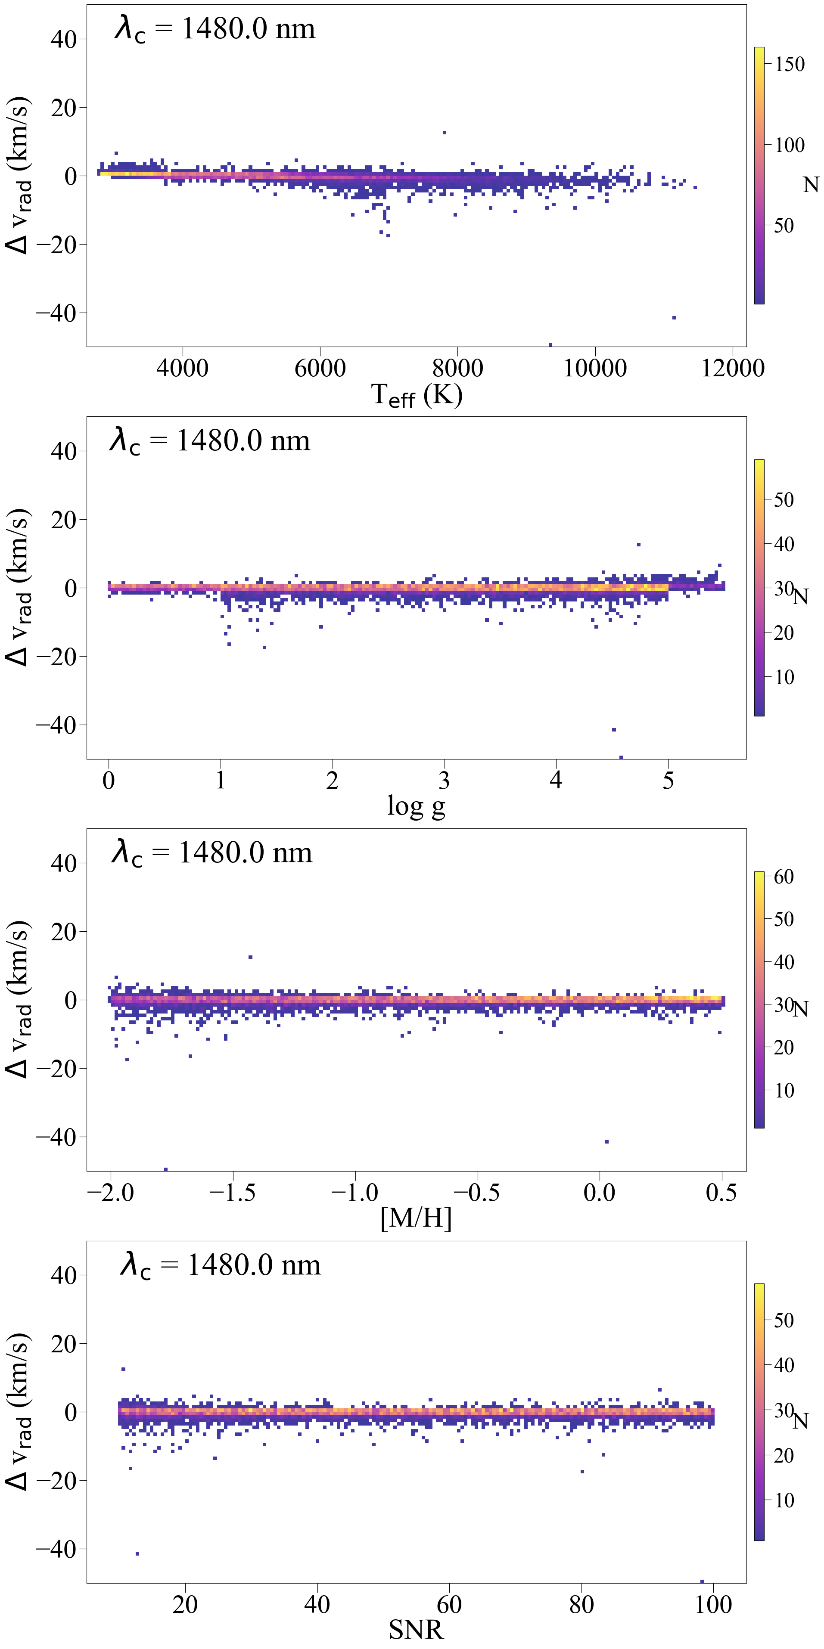 λc = 1480.0 nm
40
20
0
−20
−40
Δ vrad (km/s)
4000 6000 8000 10000 12000
Teff (K)
150
100
50
N
λc = 1480.0 nm
40
20
0
−20
−40
Δ vrad (km/s)
0 1 2 3 4 5
log g
50
40
30
20
10
N
λc = 1480.0 nm
40
20
0
−20
−40
Δ vrad (km/s)
−2.0 −1.5 −1.0 −0.5 0.0 0.5
[M/H]
60
50
40
30
20
10
N
λc = 1480.0 nm
40
20
0
−20
−40
Δ vrad (km/s)
20 40 60 80 100
SNR
50
40
30
20
10
N